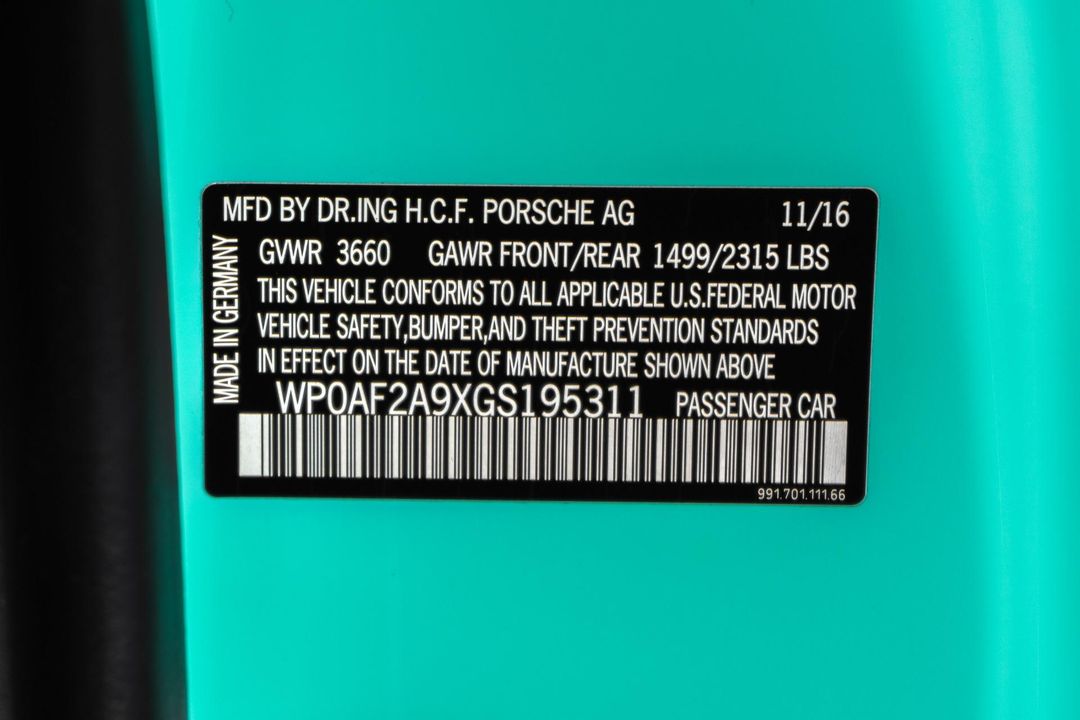 MFD BY DR.ING H.C.F. PORSCHE AG 11/16
GVWR 3660 GAWR FRONT/REAR 1499/2315 LBS
THIS VEHICLE CONFORMS TO ALL APPLICABLE U.S.FEDERAL MOTOR
VEHICLE SAFETY,BUMPER,AND THEFT PREVENTION STANDARDS
IN EFFECT ON THE DATE OF MANUFACTURE SHOWN ABOVE
WP0AF2A9XGS195311 PASSENGER CAR
991.701.111.66
MADE IN GERMANY